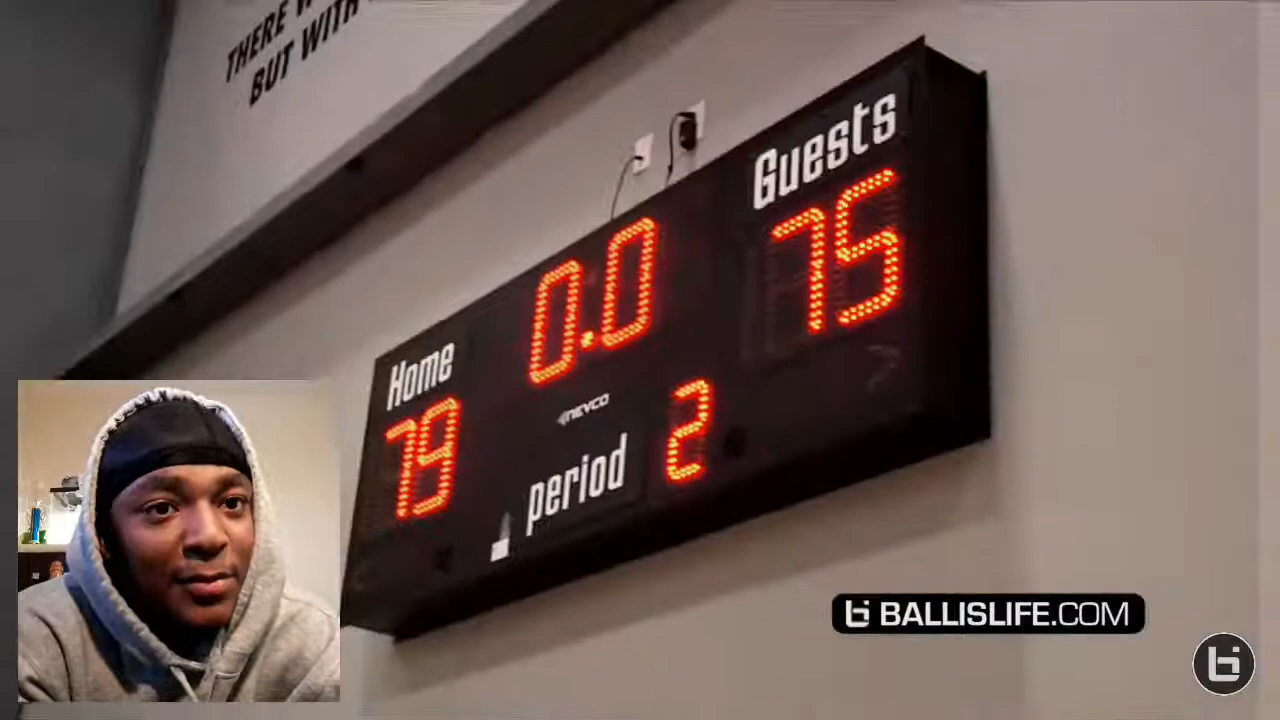 THERE W
BUT WITH
Guests
75
0.0
Home
79
NEVCO
period 2
BALLISLIFE.COM